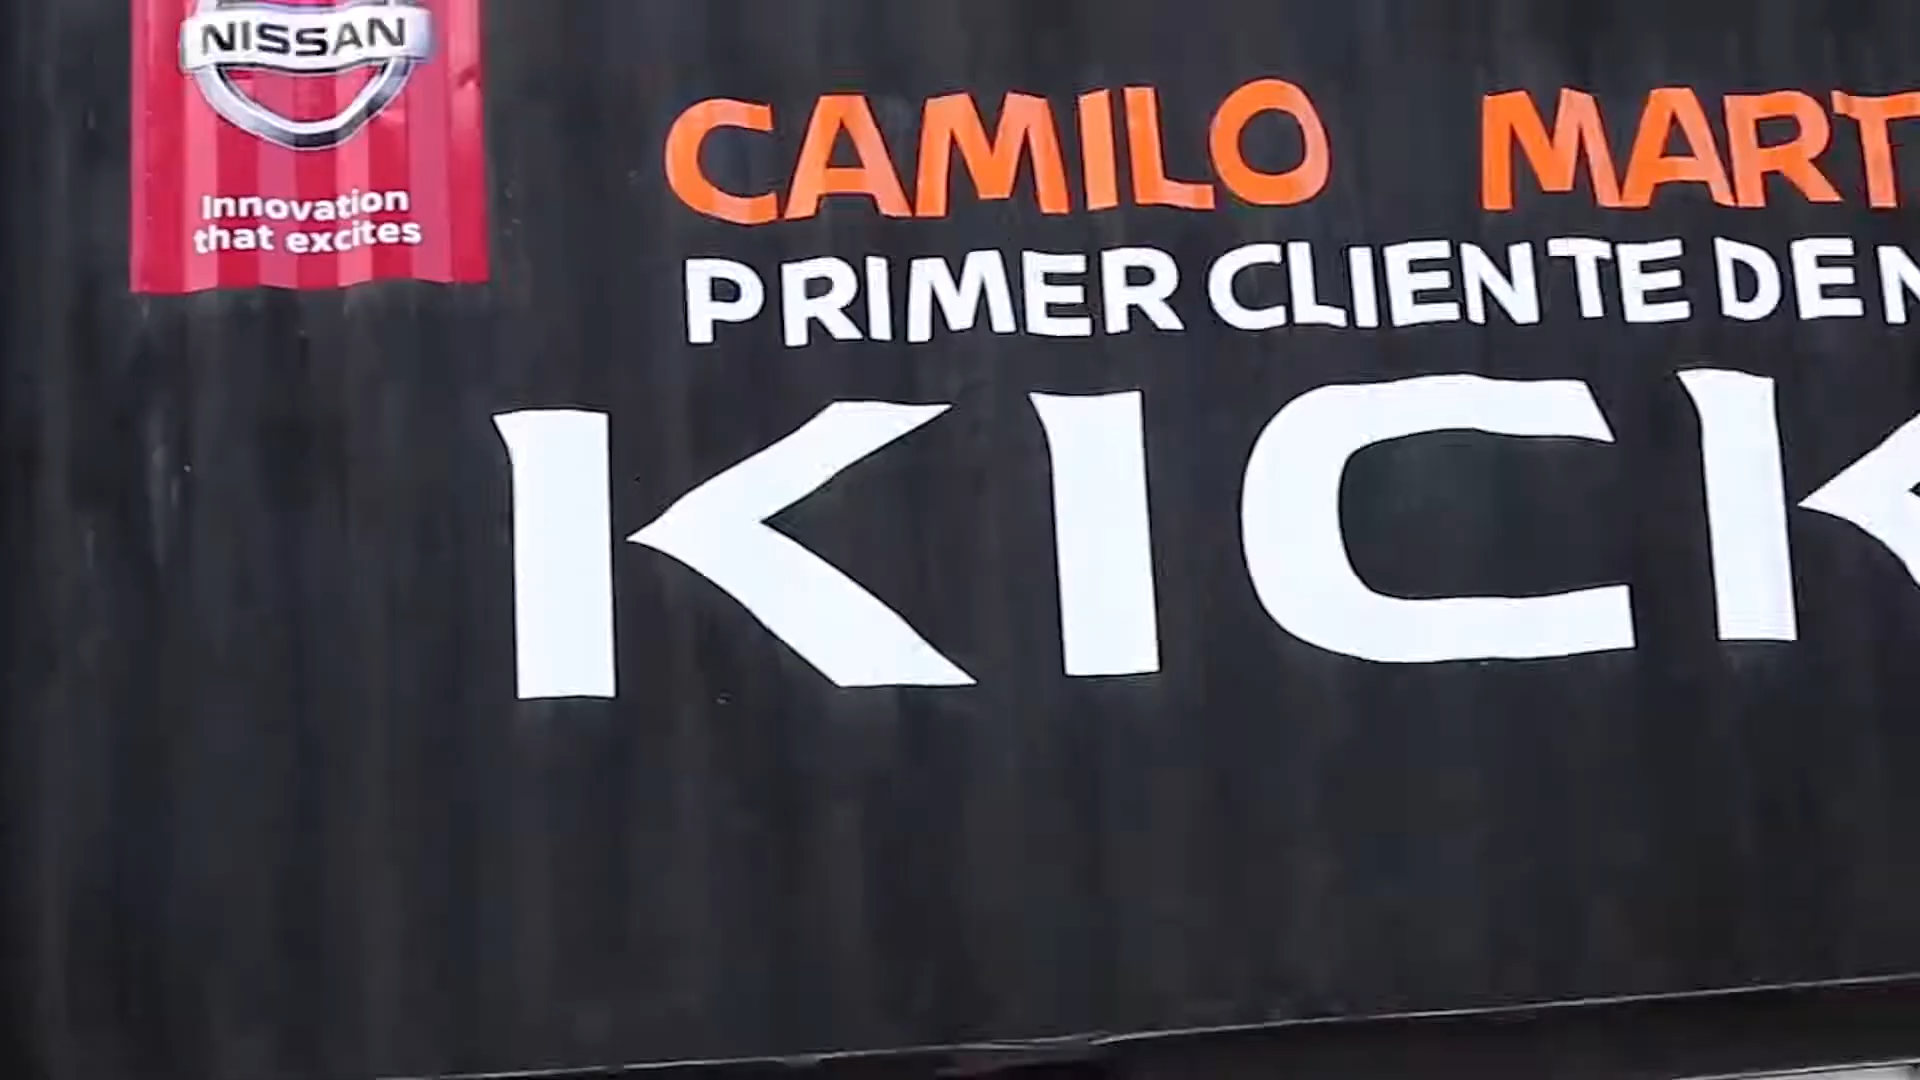 NISSAN
Innovation
that excites
CAMILO MART
PRIMER CLIENTE DE N
KICK